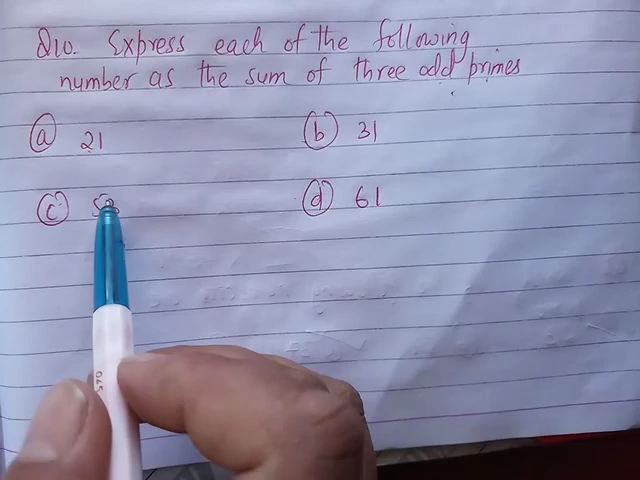 Q10. Express each of the following
number as the sum of three odd primes
(a) 21 (b) 31
(c) (d) 61